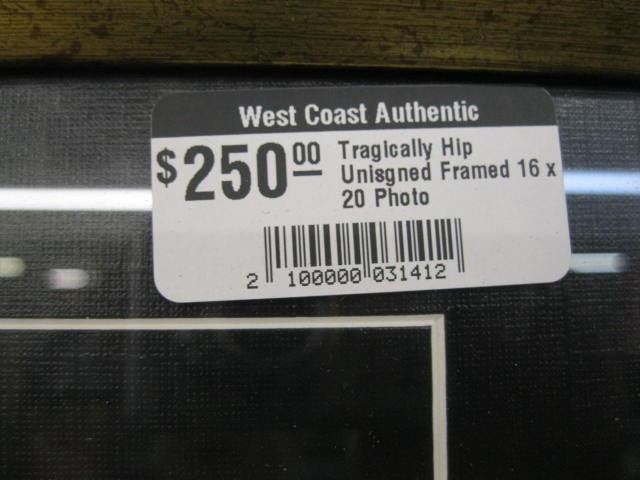 West Coast Authentic
$250 00
Tragically Hip
Unisgned Framed 16 x
20 Photo
2 100000 031412